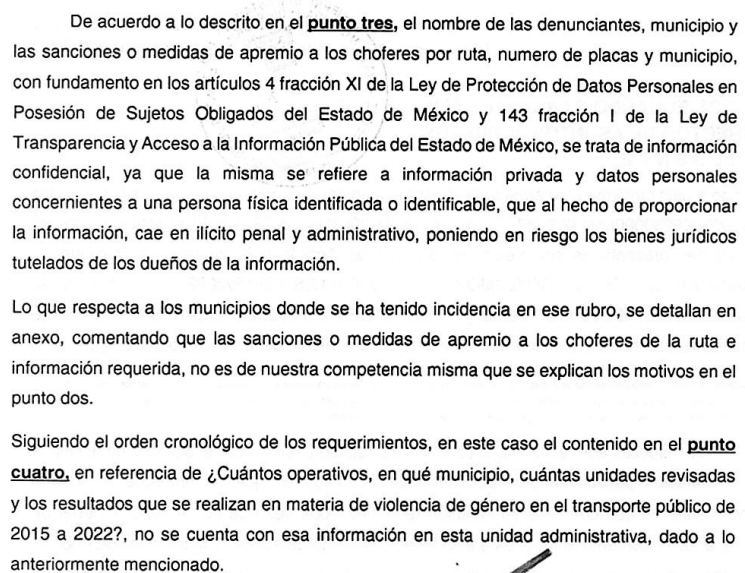 De acuerdo a lo descrito en el punto tres, el nombre de las denunciantes, municipio y
las sanciones o medidas de apremio a los choferes por ruta, numero de placas y municipio,
con fundamento en los artículos 4 fracción XI de la Ley de Protección de Datos Personales en
Posesión de Sujetos Obligados del Estado de México y 143 fracción I de la Ley de
Transparencia y Acceso a la Información Pública del Estado de México, se trata de información
confidencial, ya que la misma se refiere a información privada y datos personales
concernientes a una persona física identificada o identificable, que al hecho de proporcionar
la información, cae en ilícito penal y administrativo, poniendo en riesgo los bienes jurídicos
tutelados de los dueños de la información.
Lo que respecta a los municipios donde se ha tenido incidencia en ese rubro, se detallan en
anexo, comentando que las sanciones o medidas de apremio a los choferes de la ruta e
información requerida, no es de nuestra competencia misma que se explican los motivos en el
punto dos.
Siguiendo el orden cronológico de los requerimientos, en este caso el contenido en el punto
cuatro, en referencia de ¿Cuántos operativos, en qué municipio, cuántas unidades revisadas
y los resultados que se realizan en materia de violencia de género en el transporte público de
2015 a 2022?, no se cuenta con esa información en esta unidad administrativa, dado a lo
anteriormente mencionado.